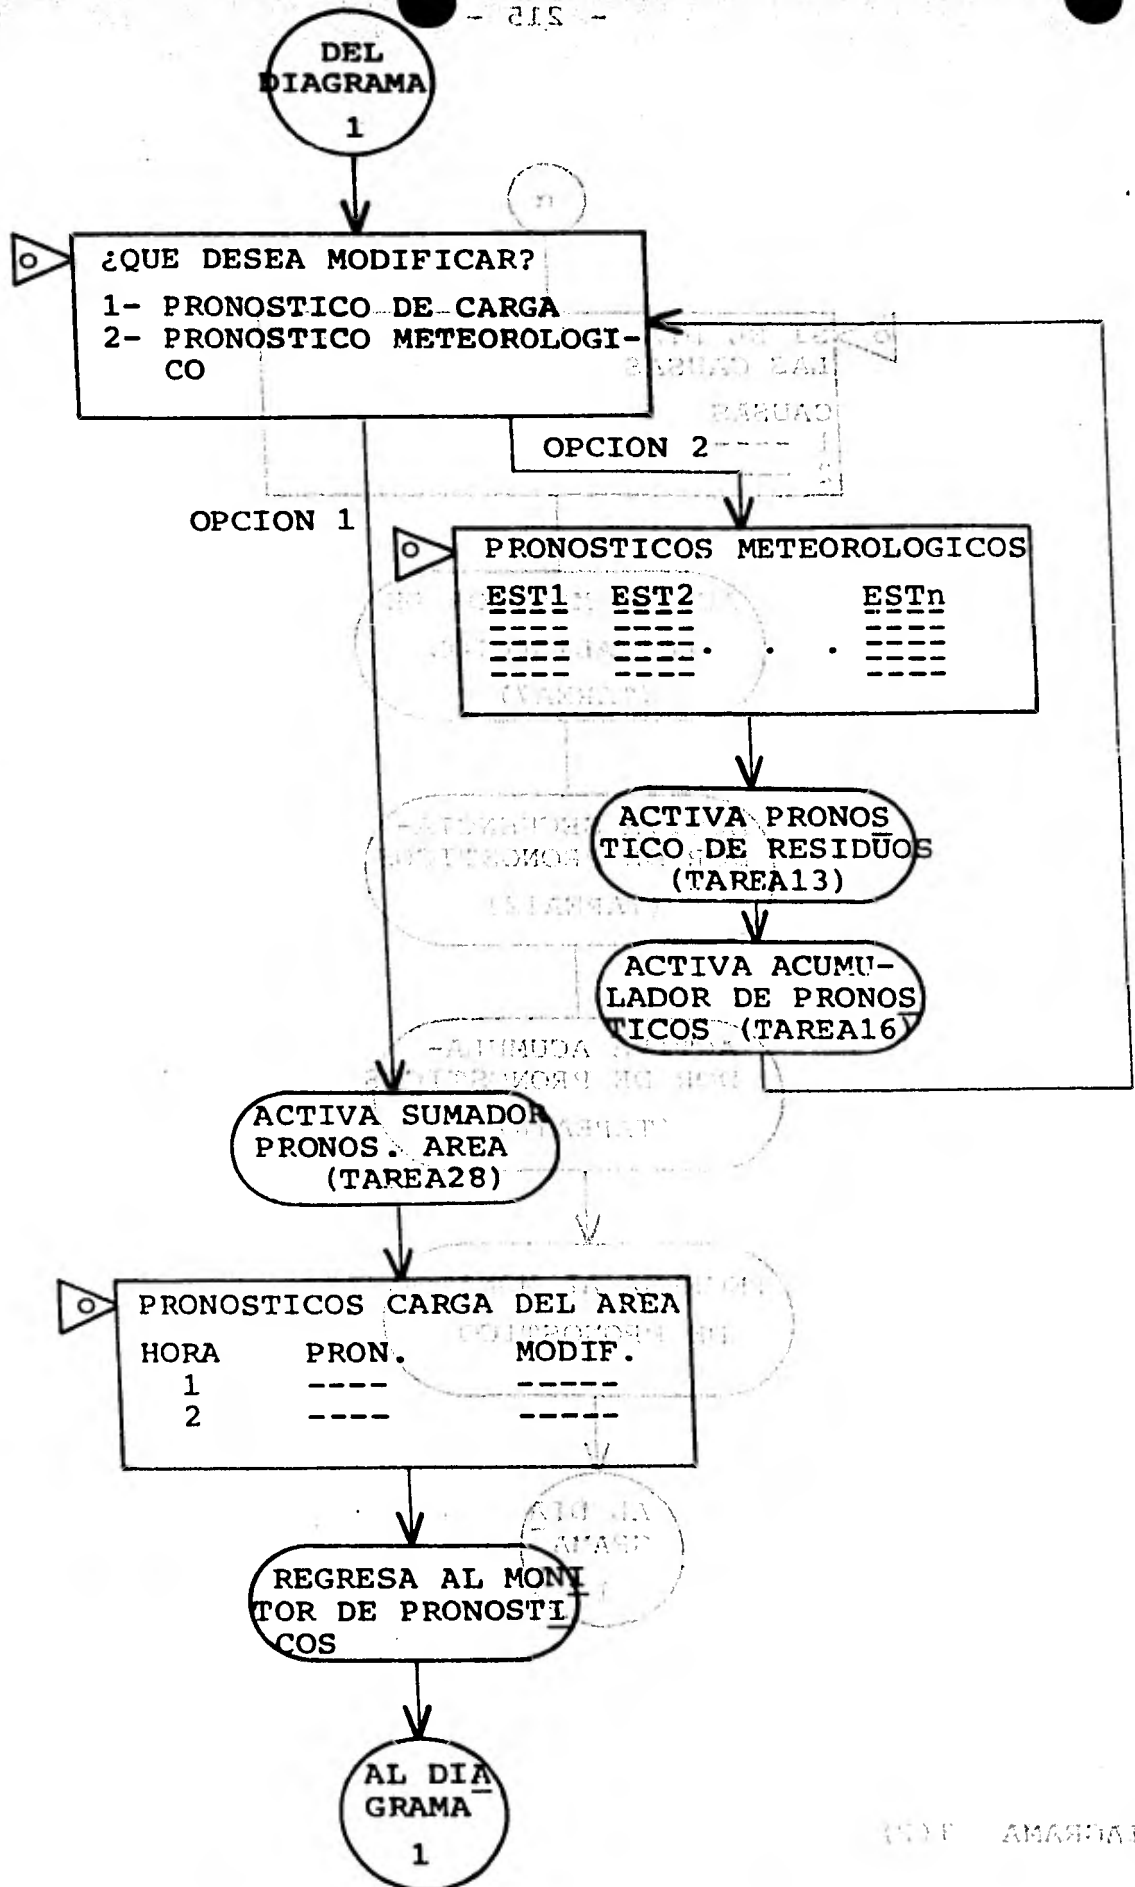 DEL
DIAGRAMA
1
¿QUE DESEA MODIFICAR?
1- PRONOSTICO DE CARGA
2- PRONOSTICO METEOROLOGI-
CO
OPCION 2
OPCION 1
PRONOSTICOS METEOROLOGICOS
EST1 EST2 ESTn
---- ---- ----
---- ---- ----
---- ---- . . . ----
---- ---- ----
ACTIVA PRONOS
TICO DE RESIDUOS
(TAREA13)
ACTIVA ACUMU-
LADOR DE PRONOS
TICOS (TAREA16)
ACTIVA SUMADOR
PRONOS. AREA
(TAREA28)
PRONOSTICOS CARGA DEL AREA
HORA PRON. MODIF.
1 ---- -----
2 ---- -----
REGRESA AL MONI
TOR DE PRONOSTI
COS
AL DIA
GRAMA
1